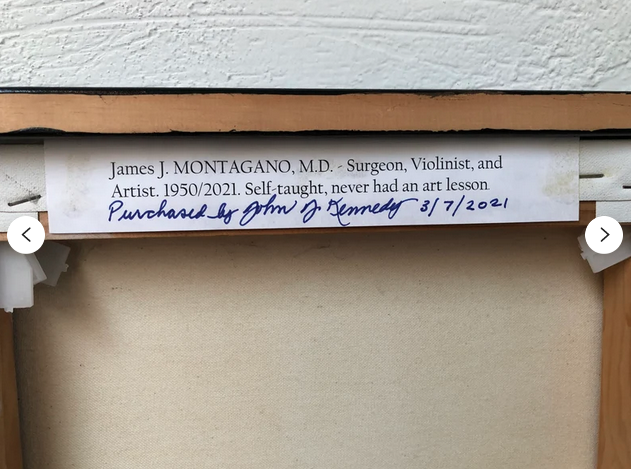 James J. MONTAGANO, M.D. - Surgeon, Violinist, and
Artist. 1950/2021. Self-taught, never had an art lesson
Purchased by John J. Kennedy 3/7/2021